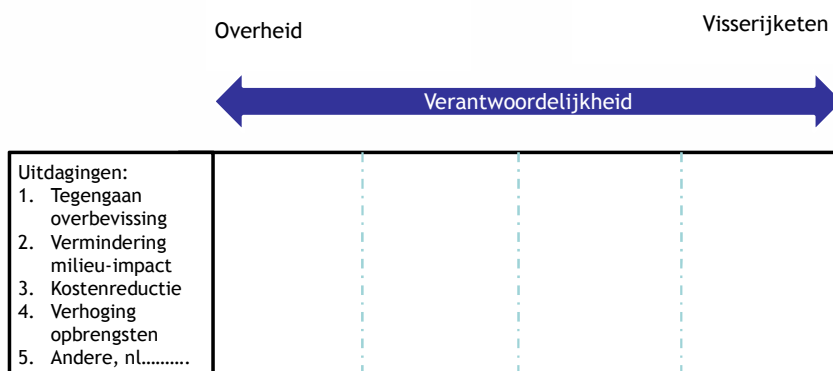 Overheid
Visserijketen
Verantwoordelijkheid
Uitdagingen:
1. Tegengaan
overbevissing
2. Vermindering
milieu-impact
3. Kostenreductie
4. Verhoging
opbrengsten
5. Andere, nl……….